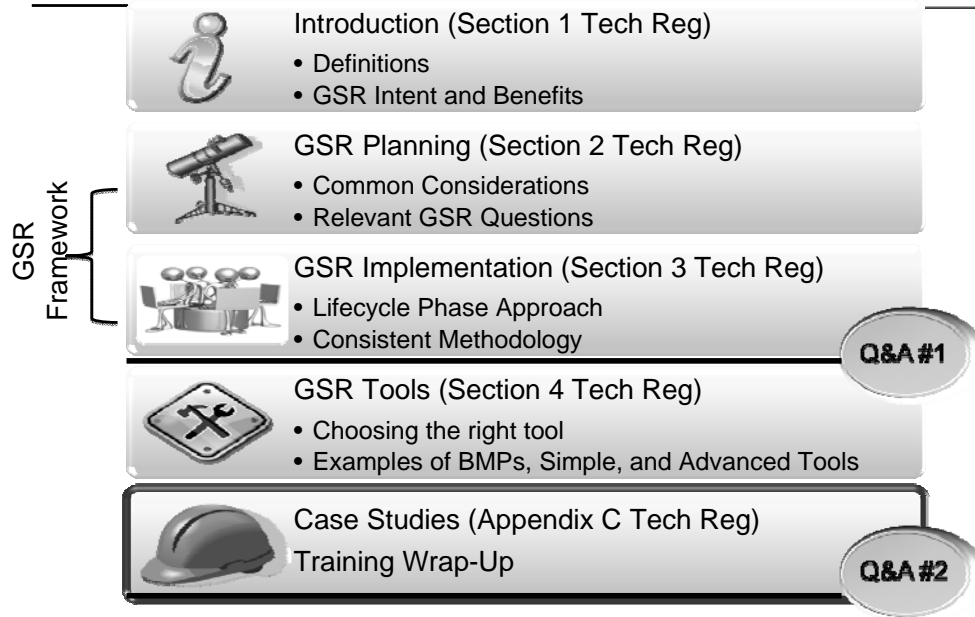 Introduction (Section 1 Tech Reg)
• Definitions
• GSR Intent and Benefits
GSR Planning (Section 2 Tech Reg)
• Common Considerations
• Relevant GSR Questions
GSR
Framework
GSR Implementation (Section 3 Tech Reg)
• Lifecycle Phase Approach
• Consistent Methodology
Q&A #1
GSR Tools (Section 4 Tech Reg)
• Choosing the right tool
• Examples of BMPs, Simple, and Advanced Tools
Case Studies (Appendix C Tech Reg)
Training Wrap-Up
Q&A #2